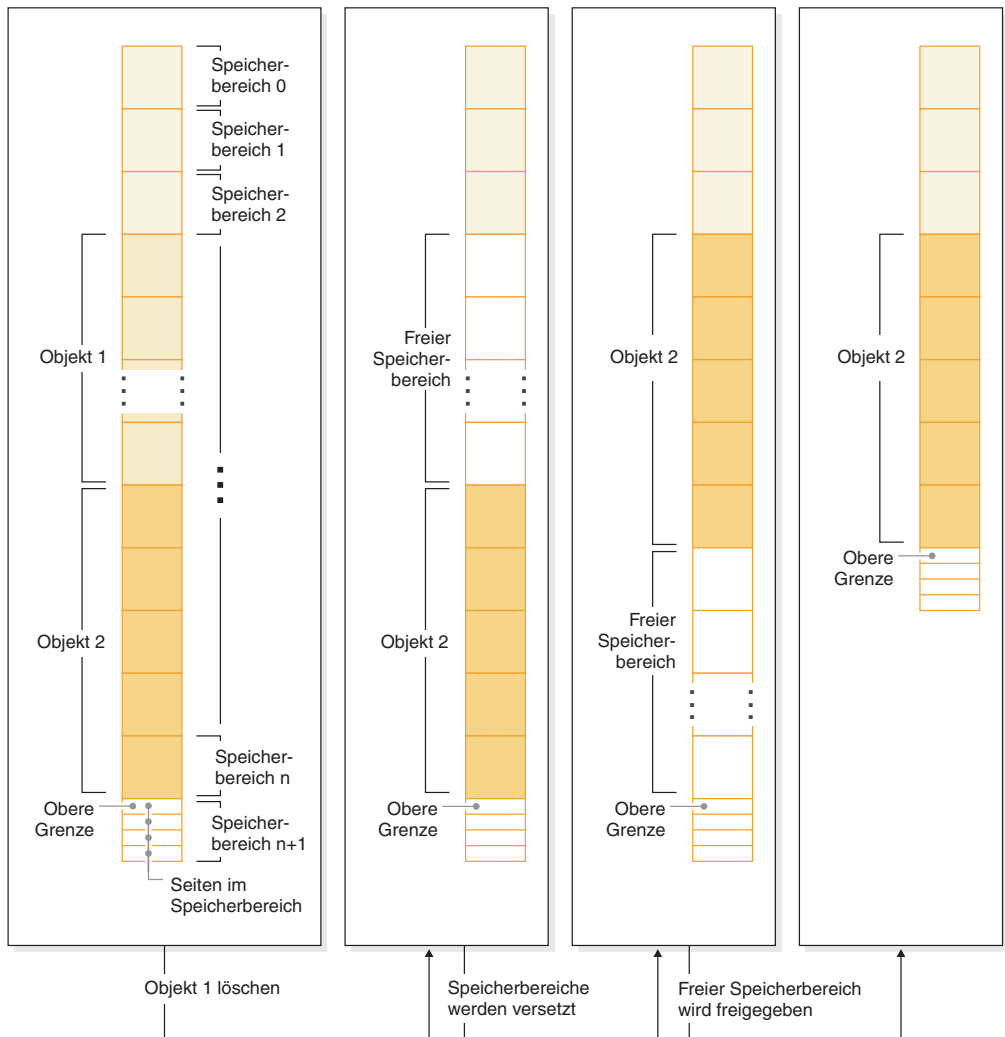 Speicher-
bereich 0
Speicher-
bereich 1
Speicher-
bereich 2
Objekt 1
Objekt 2
Speicher-
bereich n
Obere
Grenze
Speicher-
bereich n+1
Seiten im
Speicherbereich
Freier
Speicher-
bereich
Objekt 2
Obere
Grenze
Objekt 2
Freier
Speicher-
bereich
Obere
Grenze
Objekt 2
Obere
Grenze
Objekt 1 löschen
Speicherbereiche
werden versetzt
Freier Speicherbereich
wird freigegeben